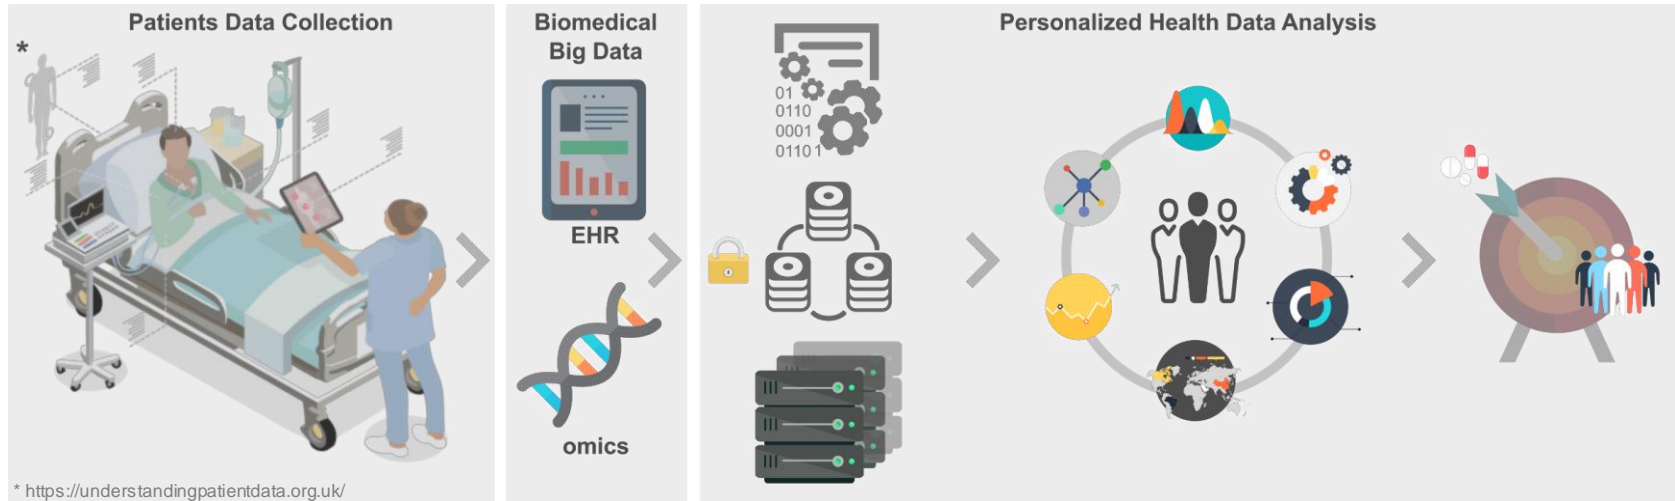 Patients Data Collection
*
* https://understandingpatientdata.org.uk/
Biomedical
Big Data
EHR
omics
Personalized Health Data Analysis
01
0110
0001
01101